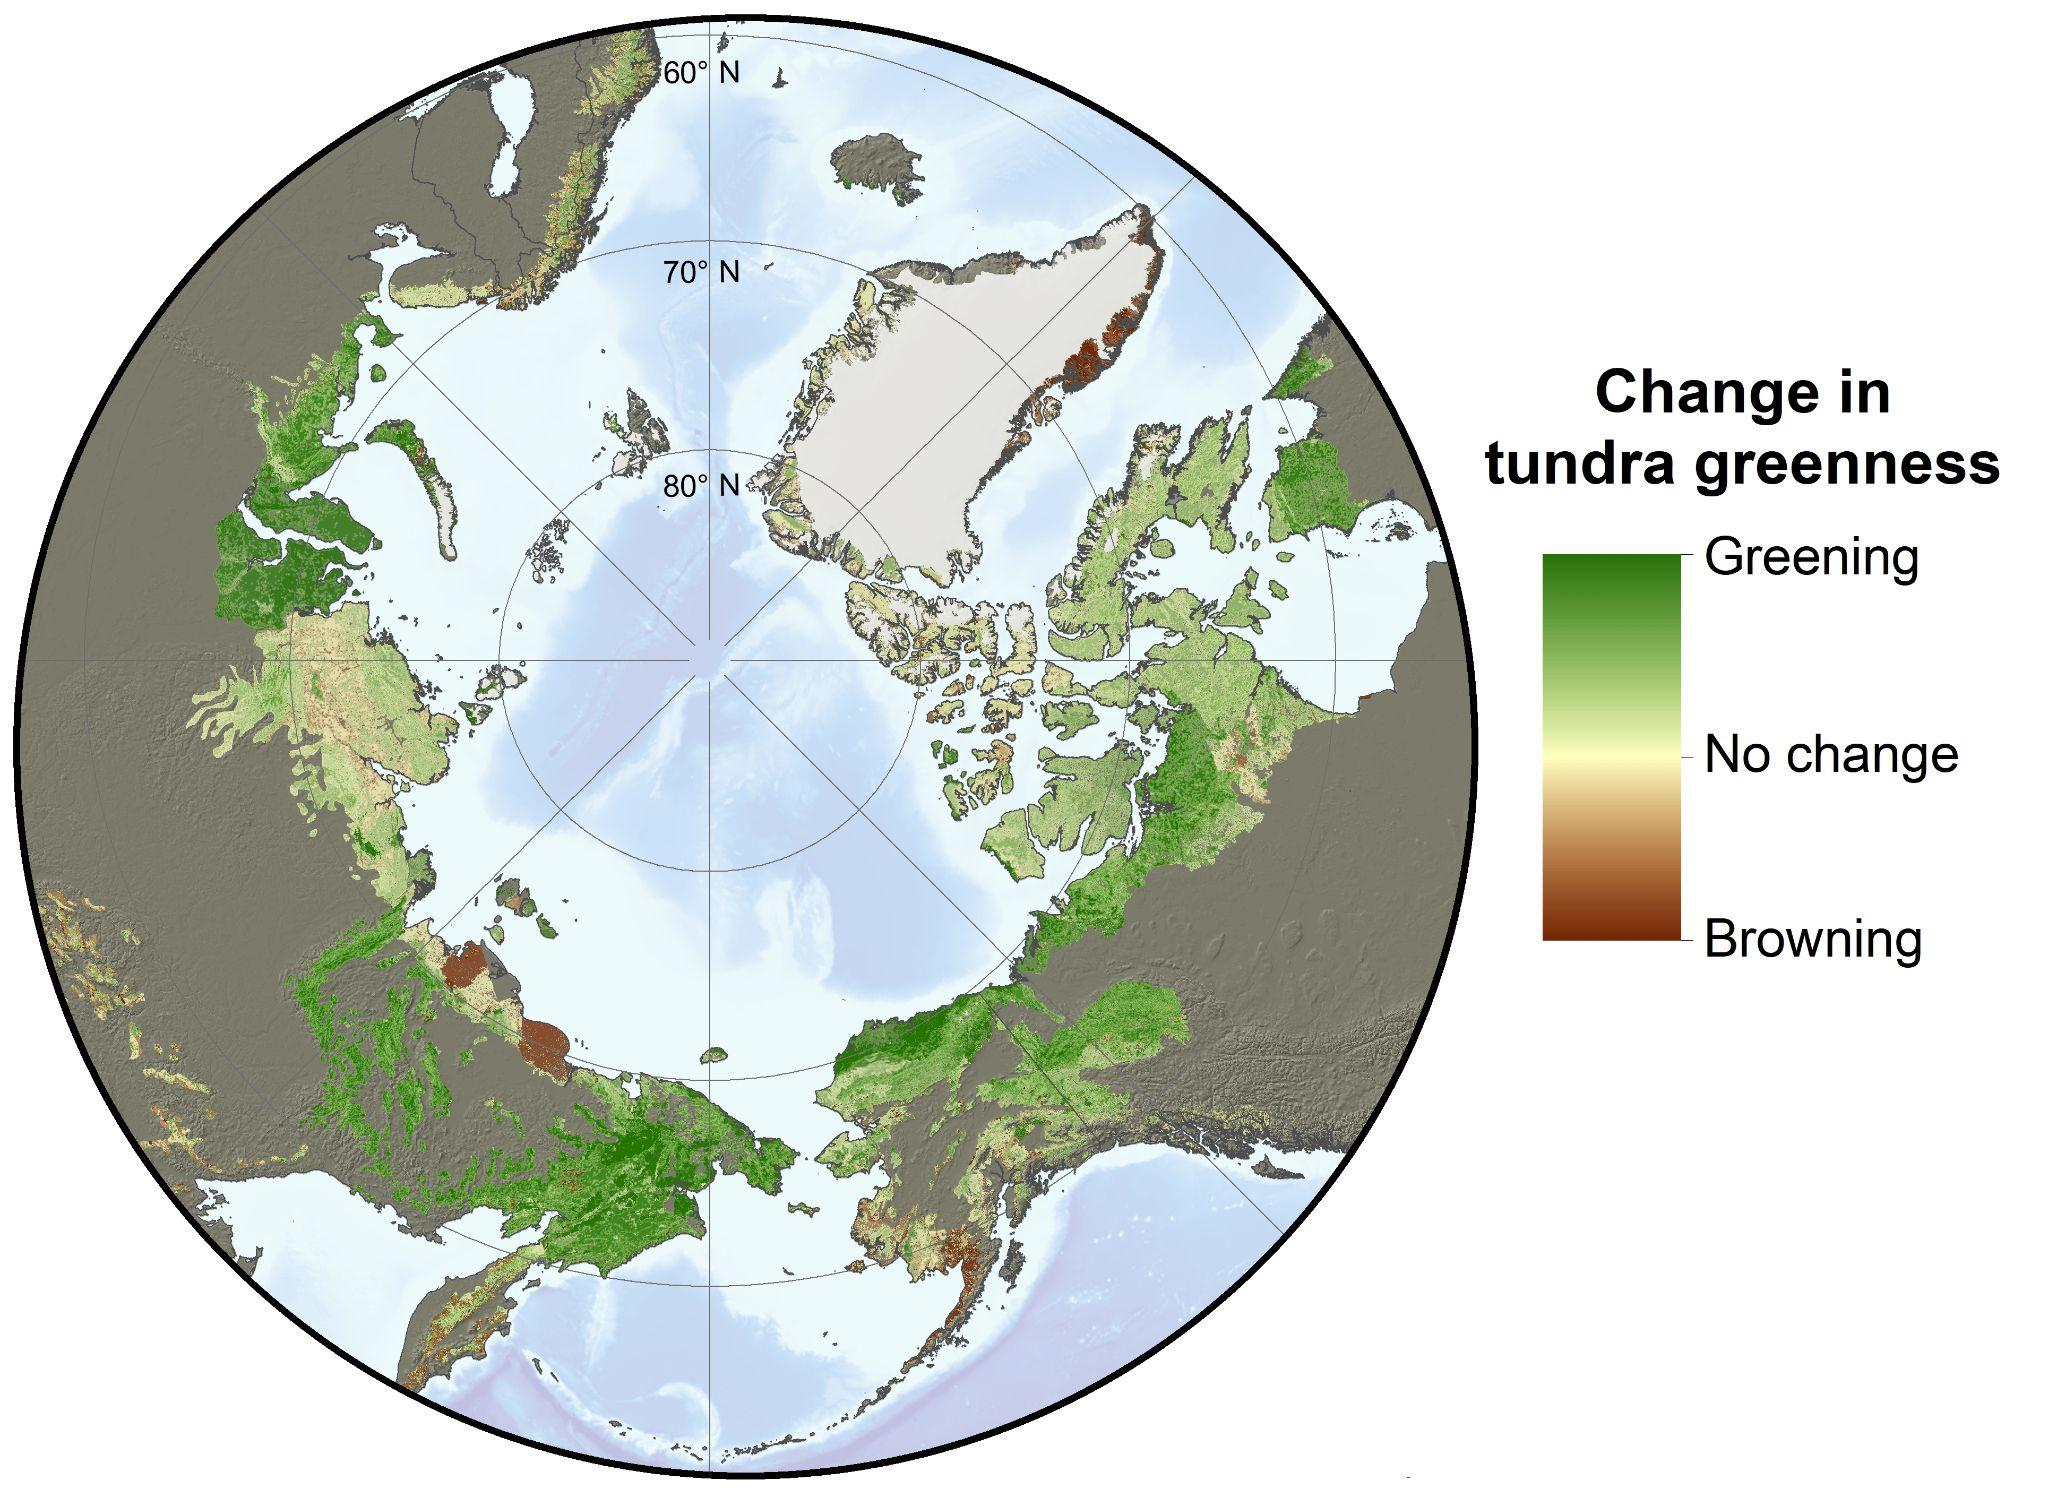 60° N
70° N
80° N
Change in
tundra greenness
Greening
No change
Browning